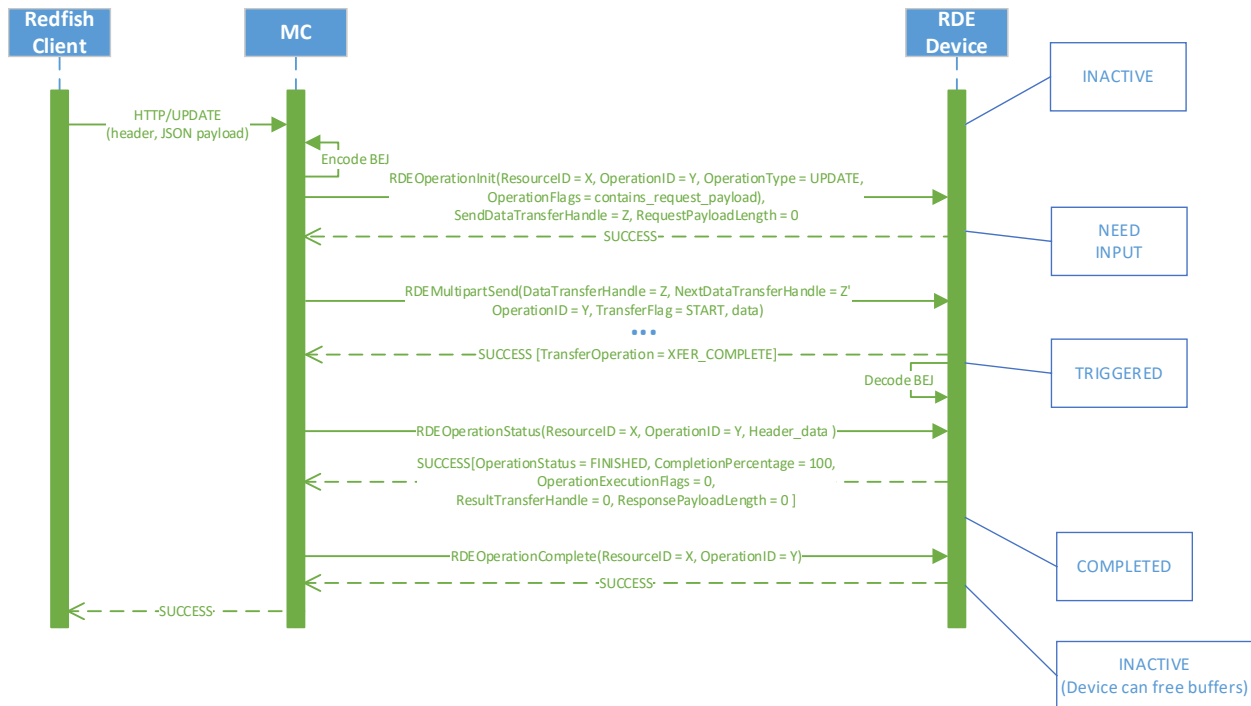 Redfish
Client
MC
RDE
Device
INACTIVE
HTTP/UPDATE
(header, JSON payload)
Encode BEJ
RDEOperationInit(ResourceID = X, OperationID = Y, OperationType = UPDATE,
OperationFlags = contains_request_payload),
SendDataTransferHandle = Z, RequestPayloadLength = 0
SUCCESS
NEED
INPUT
RDEMultipartSend(DataTransferHandle = Z, NextDataTransferHandle = Z'
OperationID = Y, TransferFlag = START, data)
...
SUCCESS [TransferOperation = XFER_COMPLETE]
Decode BEJ
TRIGGERED
RDEOperationStatus(ResourceID = X, OperationID = Y, Header_data )
SUCCESS[OperationStatus = FINISHED, CompletionPercentage = 100,
OperationExecutionFlags = 0,
ResultTransferHandle = 0, ResponsePayloadLength = 0 ]
RDEOperationComplete(ResourceID = X, OperationID = Y)
COMPLETED
SUCCESS
SUCCESS
INACTIVE
(Device can free buffers)